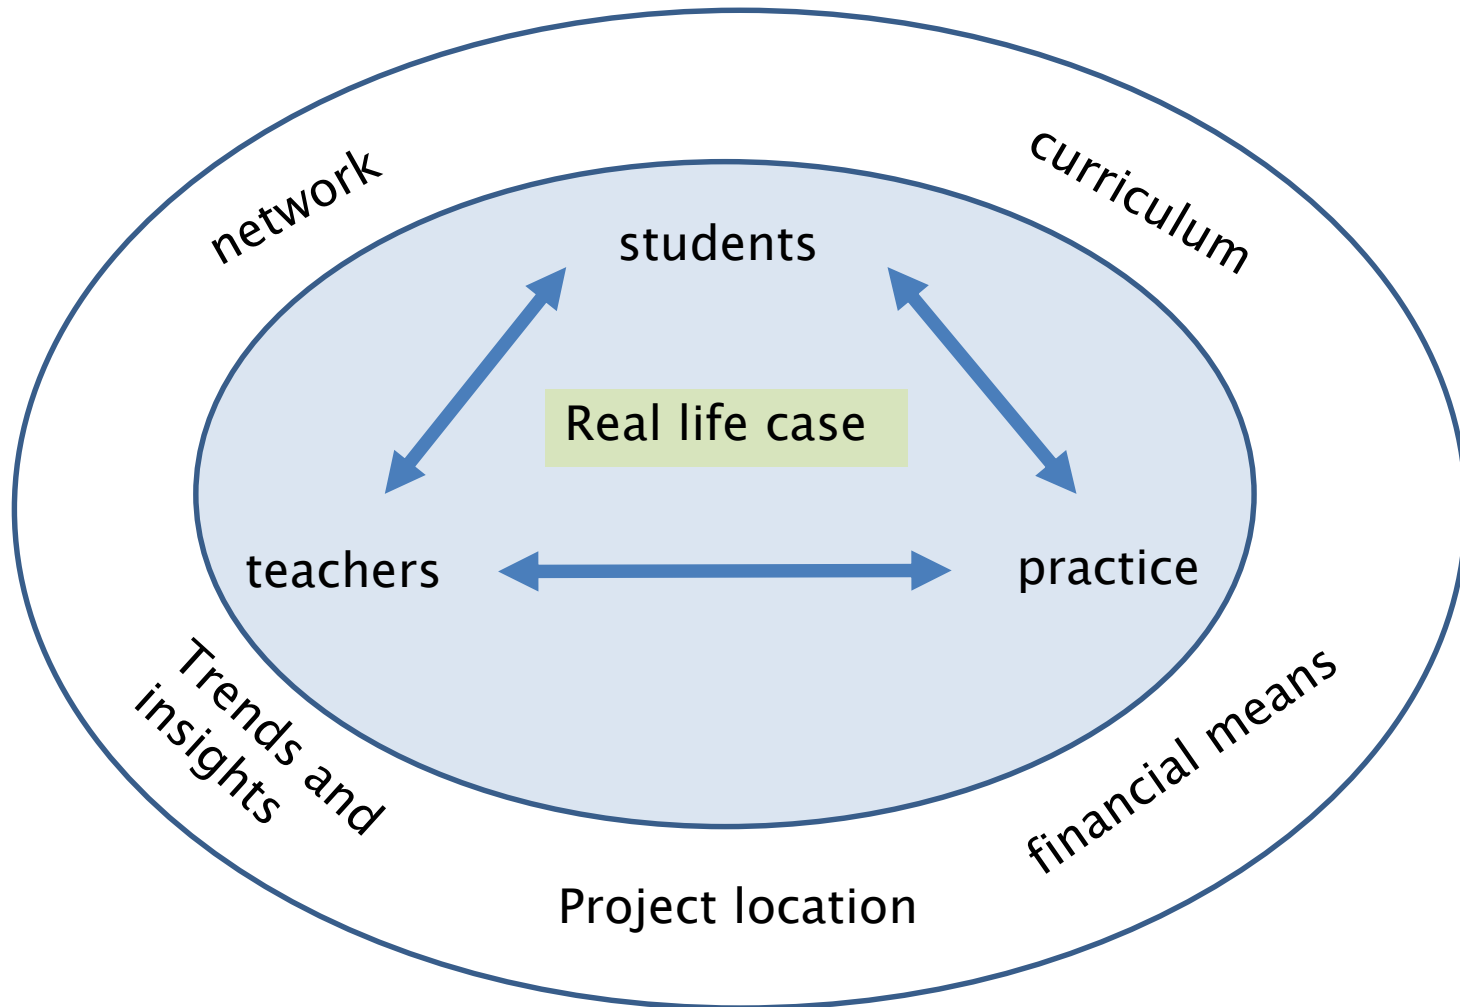 network
curriculum
students
Real life case
teachers
practice
Trends and
insights
financial means
Project location